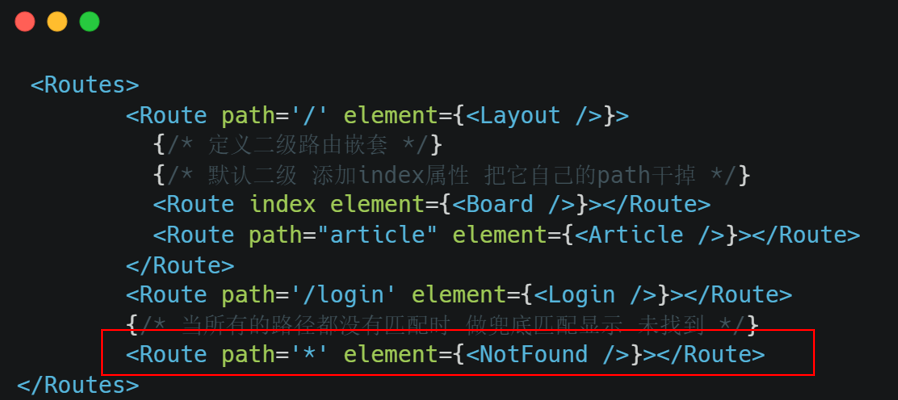 <Routes>
<Route path='/' element={<Layout />}>
{/* 定义二级路由嵌套 */}
{/* 默认二级 添加index属性 把它自己的path干掉 */}
<Route index element={<Board />}></Route>
<Route path="article" element={<Article />}></Route>
</Route>
<Route path='/login' element={<Login />}></Route>
{/* 当所有的路径都没有匹配时 做兜底匹配显示 未找到 */}
<Route path='*' element={<NotFound />}></Route>
</Routes>